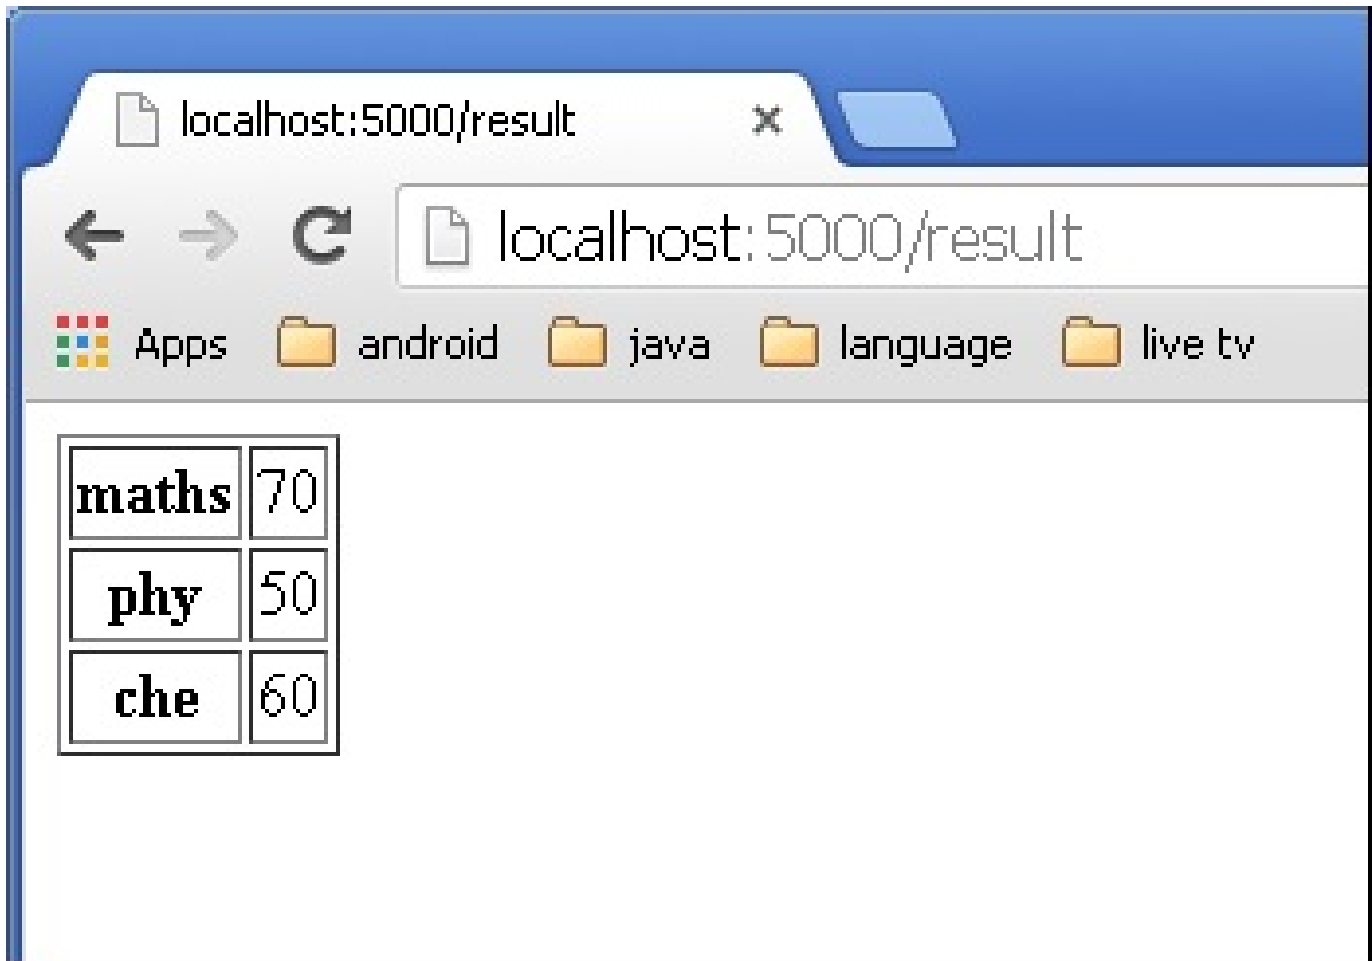 localhost:5000/result
localhost:5000/result
Apps android java language live tv
maths 70
phy 50
che 60